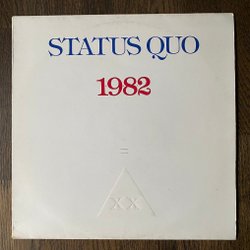 STATUS QUO
1982
=
XX